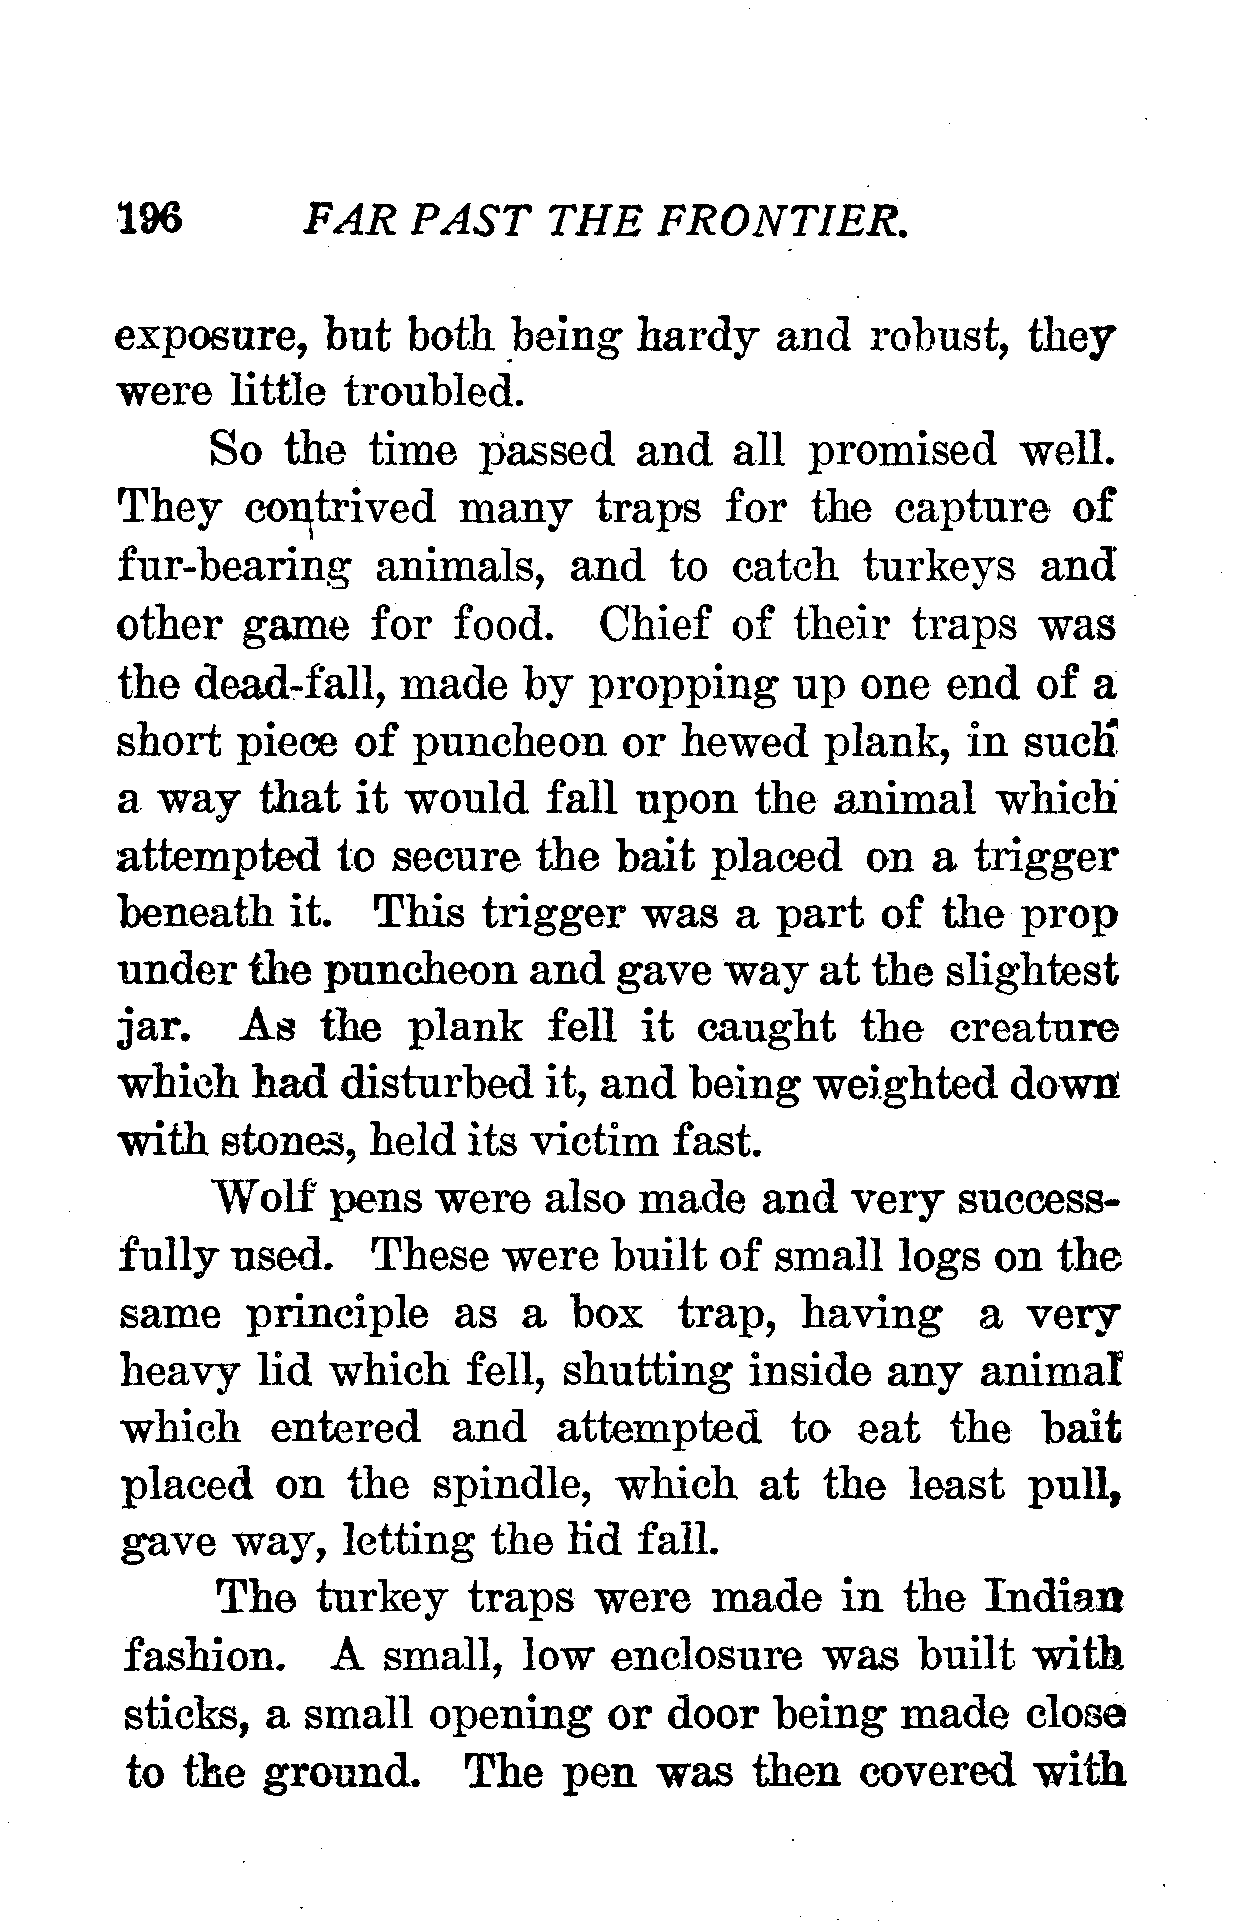 196 FAR PAST THE FRONTIER.
exposure, but both being hardy and robust, they
were little troubled.
So the time passed and all promised well.
They contrived many traps for the capture of
fur-bearing animals, and to catch turkeys and
other game for food. Chief of their traps was
the dead-fall, made by propping up one end of a
short piece of puncheon or hewed plank, in such
a way that it would fall upon the animal which
attempted to secure the bait placed on a trigger
beneath it. This trigger was a part of the prop
under the puncheon and gave way at the slightest
jar. As the plank fell it caught the creature
which had disturbed it, and being weighted down
with stones, held its victim fast.
Wolf pens were also made and very success-
fully used. These were built of small logs on the
same principle as a box trap, having a very
heavy lid which fell, shutting inside any animal
which entered and attempted to eat the bait
placed on the spindle, which at the least pull,
gave way, letting the lid fall.
The turkey traps were made in the Indian
fashion. A small, low enclosure was built with
sticks, a small opening or door being made close
to the ground. The pen was then covered with